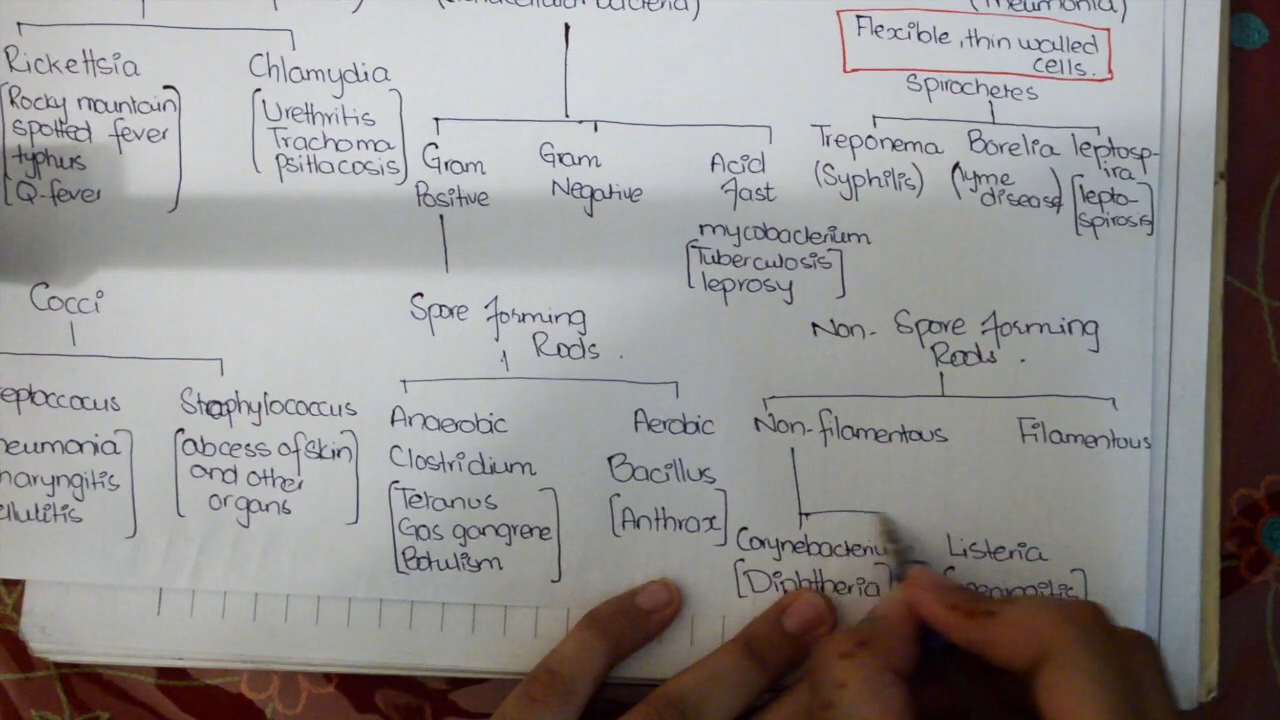 Flexible, thin walled
cells.
Spirochetes
Rickettsia
[Rocky mountain
spotted fever
typhus
Q-fever]
Chlamydia
[Urethritis
Trachoma
Psittacosis]
Gram
Positive
Gram
Negative
Acid
fast
mycobacterium
[Tuberculosis
leprosy]
Treponema
(Syphilis)
Borelia
(lyme
disease)
leptosp-
ira
[lepto-
spirosis]
Cocci
Staphylococcus
[abcess of skin
and other
organs]
Spore forming
Rods.
Anaerobic
Clostridium
[Tetanus
Gas gangrene
Botulism]
Aerobic
Bacillus
[Anthrax]
Non-Spore forming
Rods.
Non-filamentous
Filamentous
[Diphtheria]
Listeria